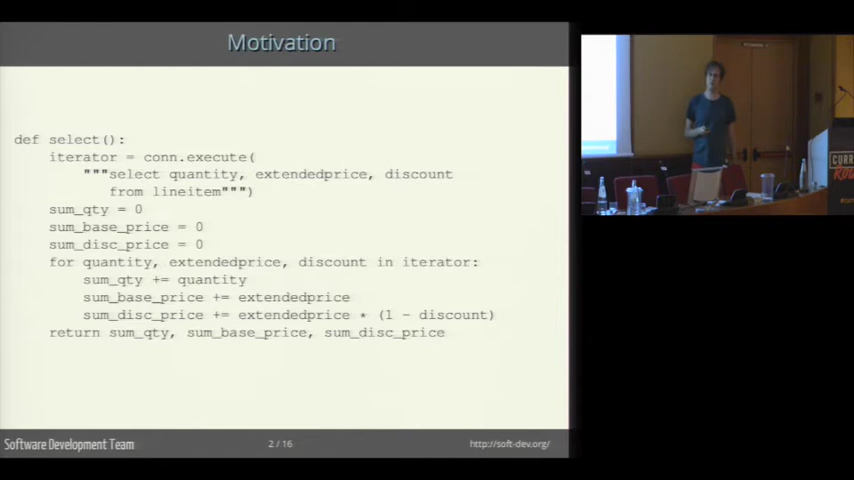 Motivation
def select():
iterator = conn.execute(
"""select quantity, extendedprice, discount
from lineitem""")
sum_qty = 0
sum_base_price = 0
sum_disc_price = 0
for quantity, extendedprice, discount in iterator:
sum_qty += quantity
sum_base_price += extendedprice
sum_disc_price += extendedprice * (1 - discount)
return sum_qty, sum_base_price, sum_disc_price
Software Development Team
2 / 16
http://soft-dev.org/